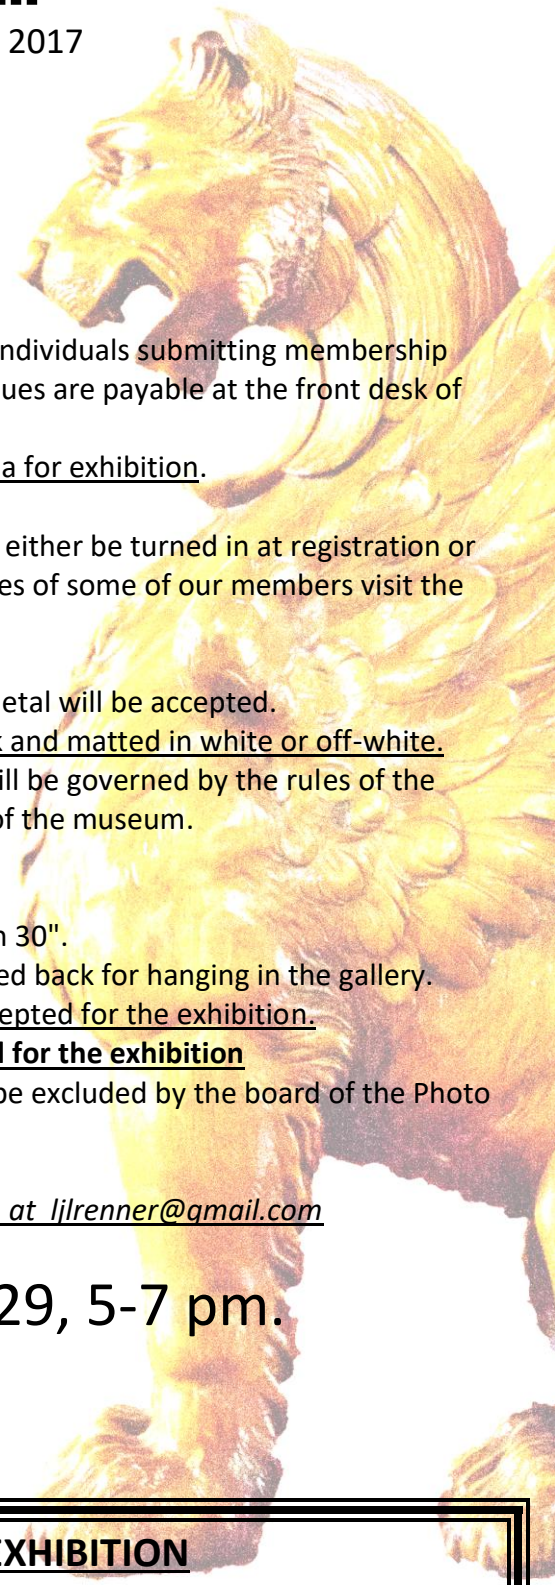 2017
ndividuals submitting membership
ues are payable at the front desk of
a for exhibition.
either be turned in at registration or
es of some of our members visit the
etal will be accepted.
k and matted in white or off-white.
ill be governed by the rules of the
of the museum.
n 30".
ed back for hanging in the gallery.
epted for the exhibition.
d for the exhibition
be excluded by the board of the Photo
at ljlrenner@gmail.com
29, 5-7 pm.
EXHIBITION